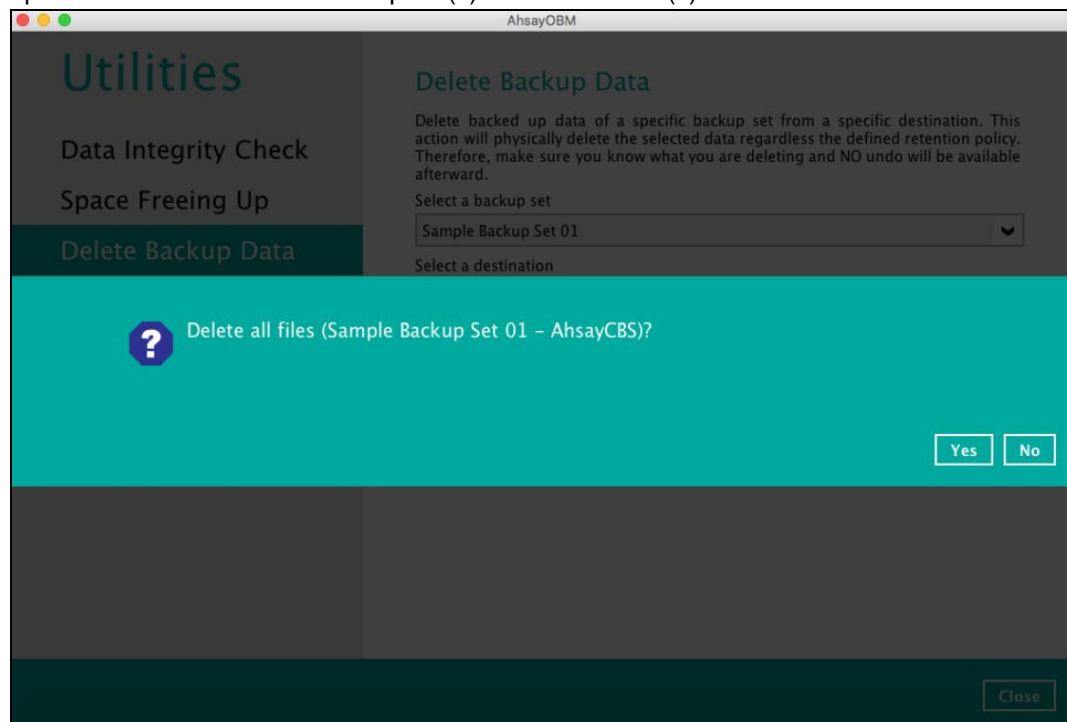 AhsayOBM
Utilities
Data Integrity Check
Space Freeing Up
Delete Backup Data
Delete Backup Data
Delete backed up data of a specific backup set from a specific destination. This
action will physically delete the selected data regardless the defined retention policy.
Therefore, make sure you know what you are deleting and NO undo will be available
afterward.
Select a backup set
Sample Backup Set 01
Select a destination
Delete all files (Sample Backup Set 01 – AhsayCBS)?
Yes No
Close